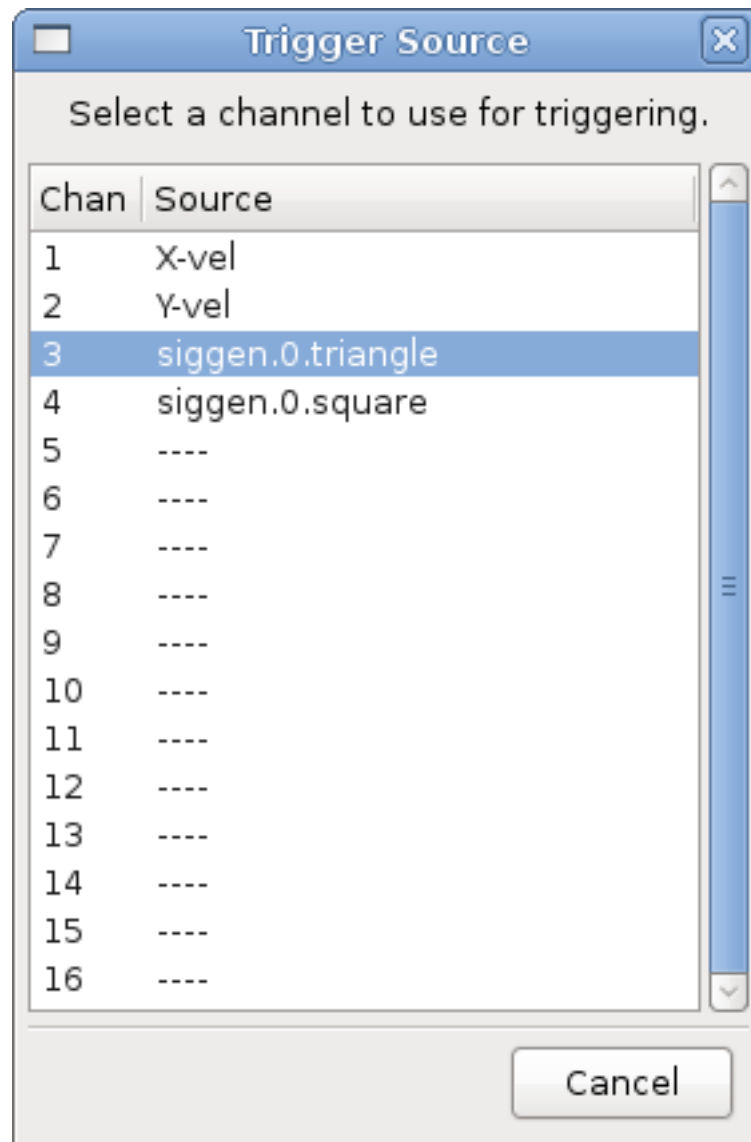 Trigger Source
Select a channel to use for triggering.
Chan Source
1 X-vel
2 Y-vel
3 siggen.0.triangle
4 siggen.0.square
5 ----
6 ----
7 ----
8 ----
9 ----
10 ----
11 ----
12 ----
13 ----
14 ----
15 ----
16 ----
Cancel